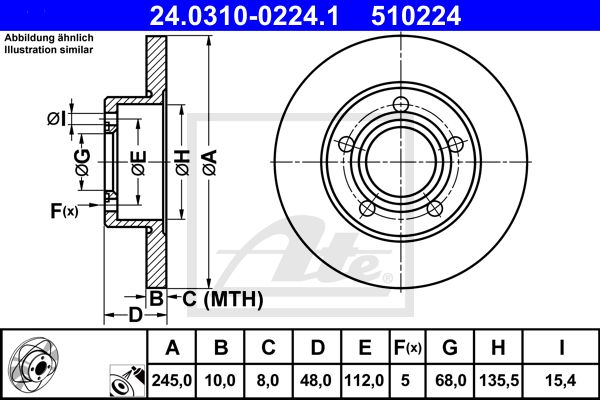 24.0310-0224.1 510224
Abbildung ähnlich
Illustration similar
ØI
ØG
ØE
ØH
ØA
F(x)
B
C (MTH)
D
Ate
A B C D E F(x) G H I
245,0 10,0 8,0 48,0 112,0 5 68,0 135,5 15,4